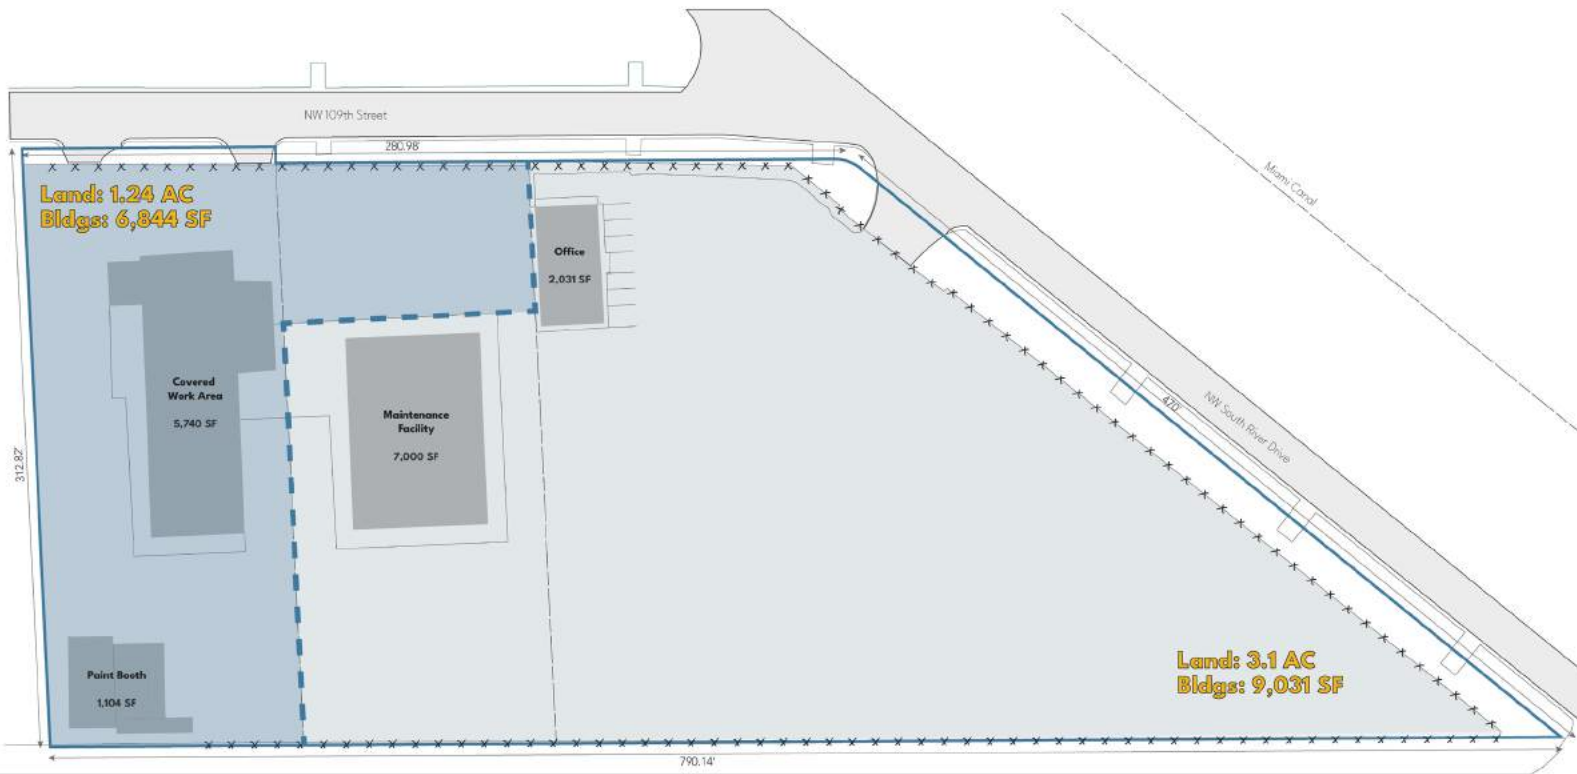 NW 109th Street
280.98'
Miami Canal
Land: 1.24 AC
Bldgs: 6,844 SF
Office
2,031 SF
Covered
Work Area
5,740 SF
Maintenance
Facility
7,000 SF
470'
NW South River Drive
312.82'
Paint Booth
1,104 SF
Land: 3.1 AC
Bldgs: 9,031 SF
790.14'